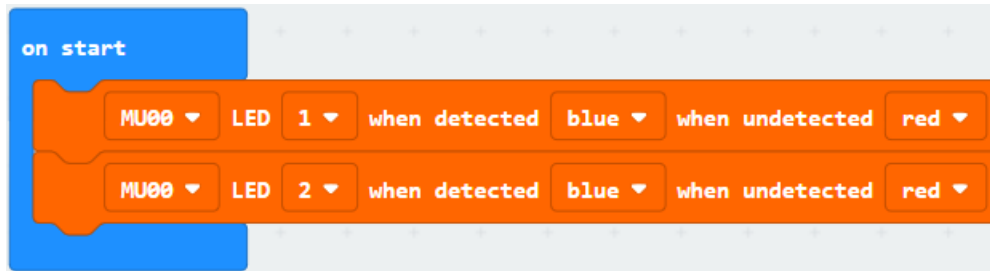 on start
MU00 LED 1 when detected blue when undetected red
MU00 LED 2 when detected blue when undetected red